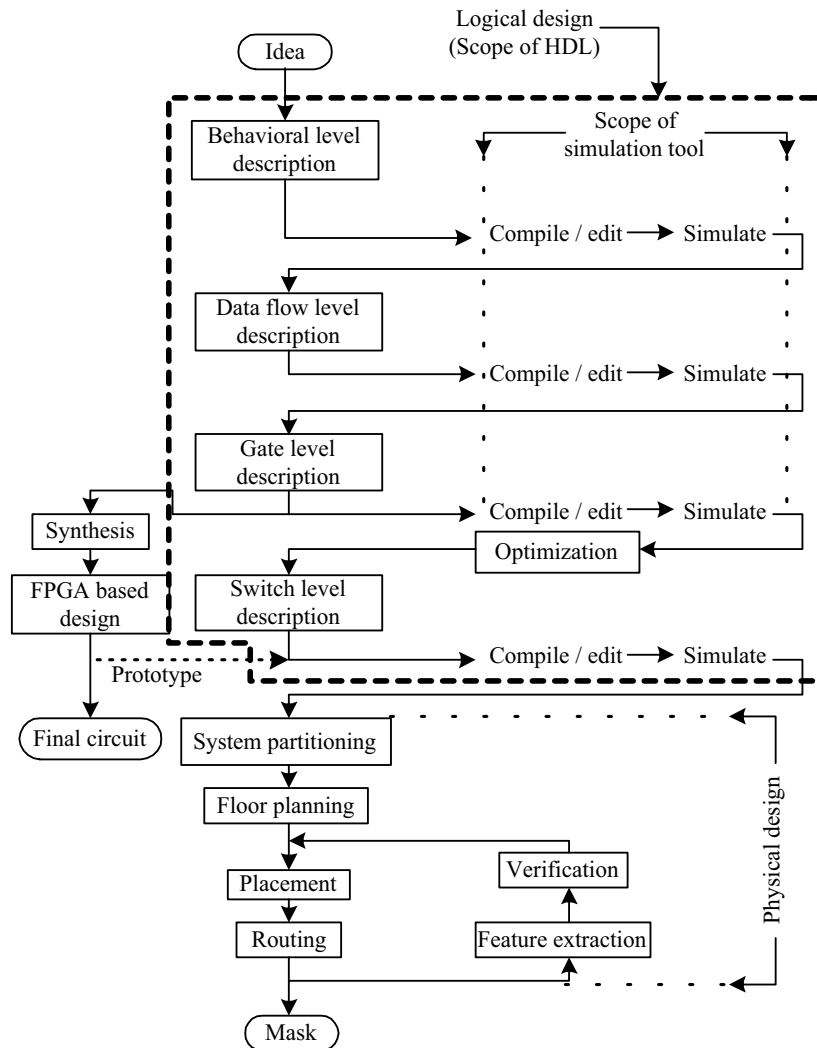 Logical design
(Scope of HDL)
Idea
Behavioral level
description
Scope of
simulation tool
Compile / edit
Simulate
Data flow level
description
Compile / edit
Simulate
Gate level
description
Compile / edit
Simulate
Synthesis
Optimization
FPGA based
design
Switch level
description
Compile / edit
Simulate
Prototype
Final circuit
System partitioning
Floor planning
Physical design
Verification
Placement
Routing
Feature extraction
Mask